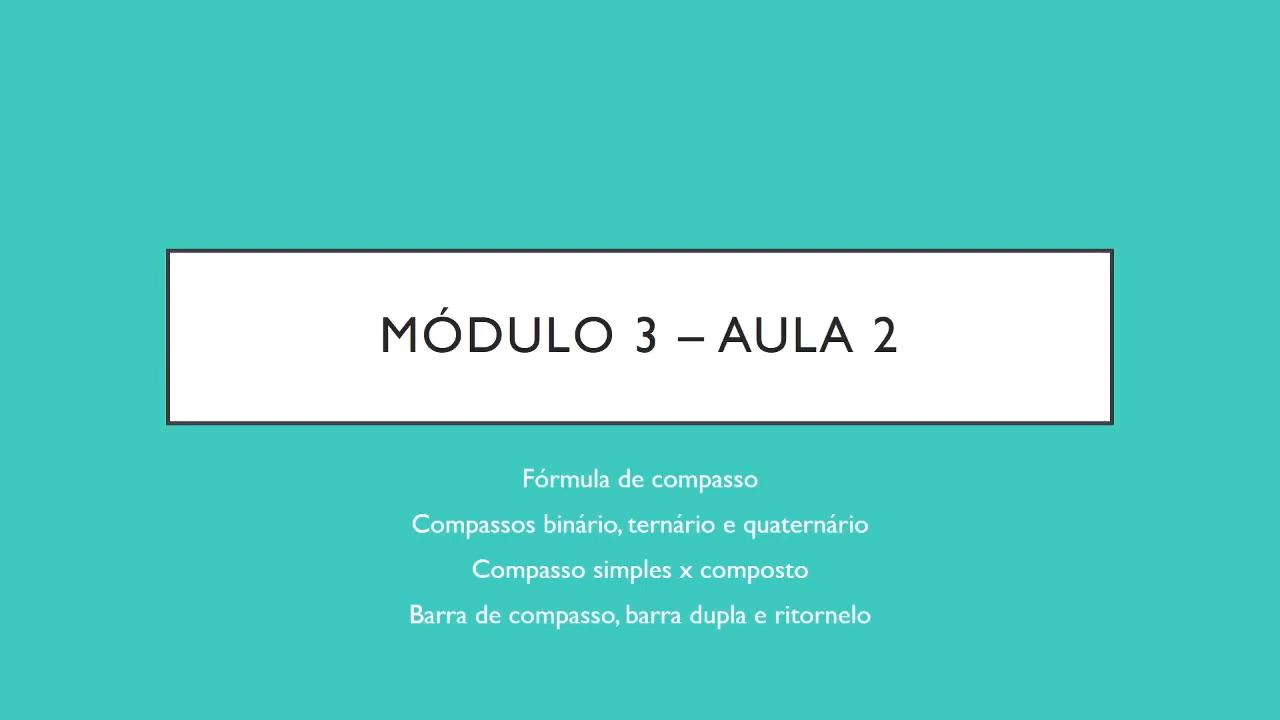 MÓDULO 3 – AULA 2
Fórmula de compasso
Compassos binário, ternário e quaternário
Compasso simples x composto
Barra de compasso, barra dupla e ritornelo